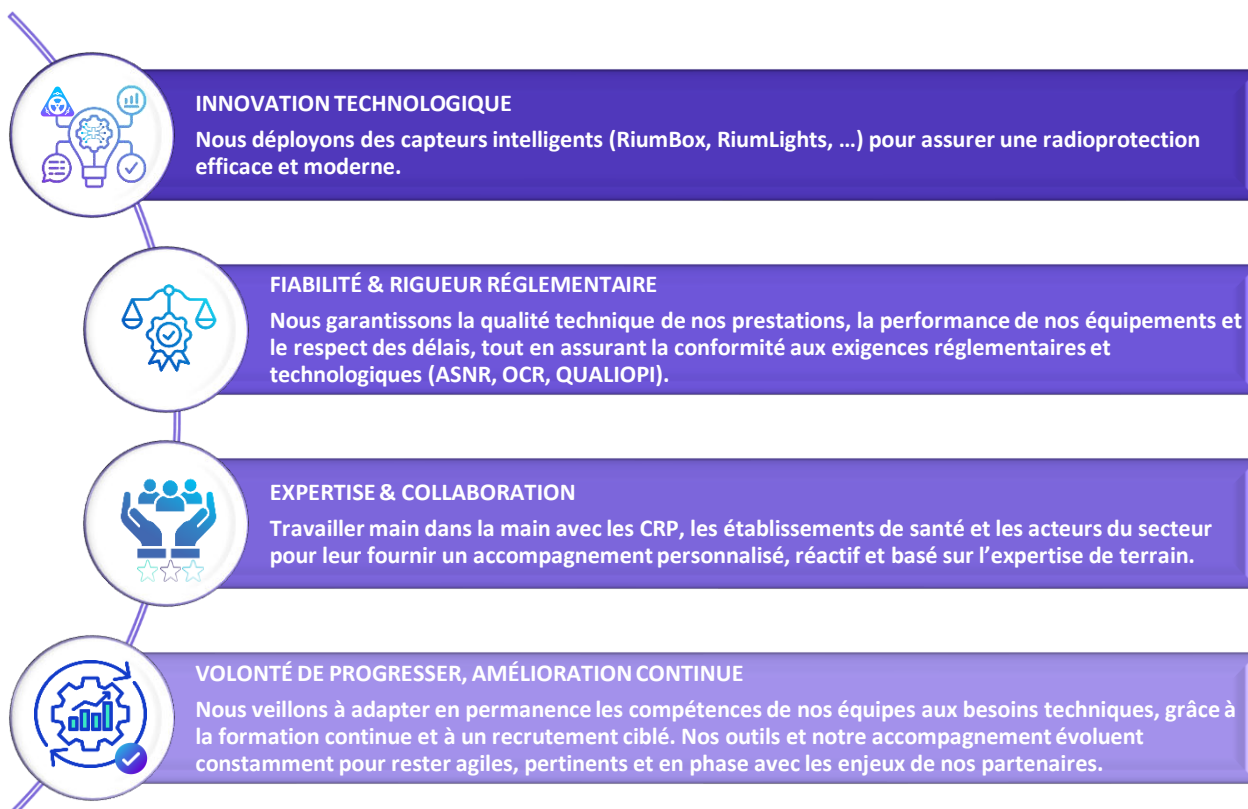 INNOVATION TECHNOLOGIQUE
Nous déployons des capteurs intelligents (RiumBox, RiumLights, …) pour assurer une radioprotection
efficace et moderne.
FIABILITÉ & RIGUEUR RÉGLEMENTAIRE
Nous garantissons la qualité technique de nos prestations, la performance de nos équipements et
le respect des délais, tout en assurant la conformité aux exigences réglementaires et
technologiques (ASNR, OCR, QUALIOPI).
EXPERTISE & COLLABORATION
Travailler main dans la main avec les CRP, les établissements de santé et les acteurs du secteur
pour leur fournir un accompagnement personnalisé, réactif et basé sur l’expertise de terrain.
VOLONTÉ DE PROGRESSER, AMÉLIORATION CONTINUE
Nous veillons à adapter en permanence les compétences de nos équipes aux besoins techniques, grâce à
la formation continue et à un recrutement ciblé. Nos outils et notre accompagnement évoluent
constamment pour rester agiles, pertinents et en phase avec les enjeux de nos partenaires.